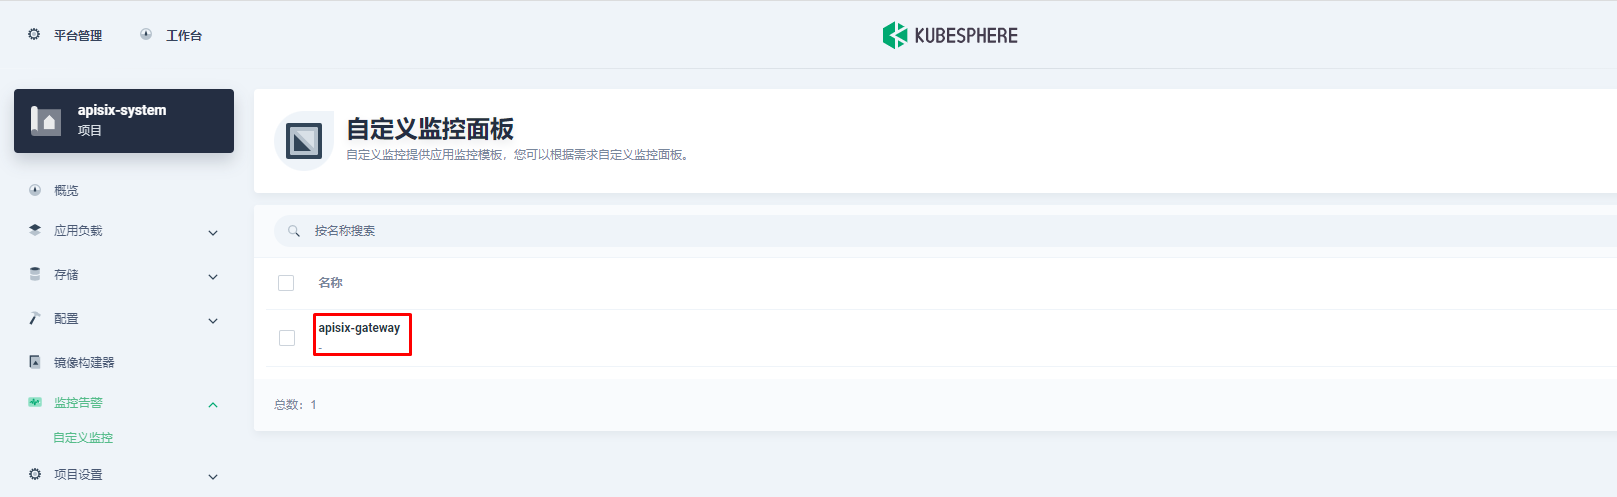 平台管理
工作台
KUBESPHERE
apisix-system
项目
概览
应用负载
存储
配置
镜像构建器
监控告警
自定义监控
项目设置
自定义监控面板
自定义监控提供应用监控模板，您可以根据需求自定义监控面板。
按名称搜索
名称
apisix-gateway
-
总数：1